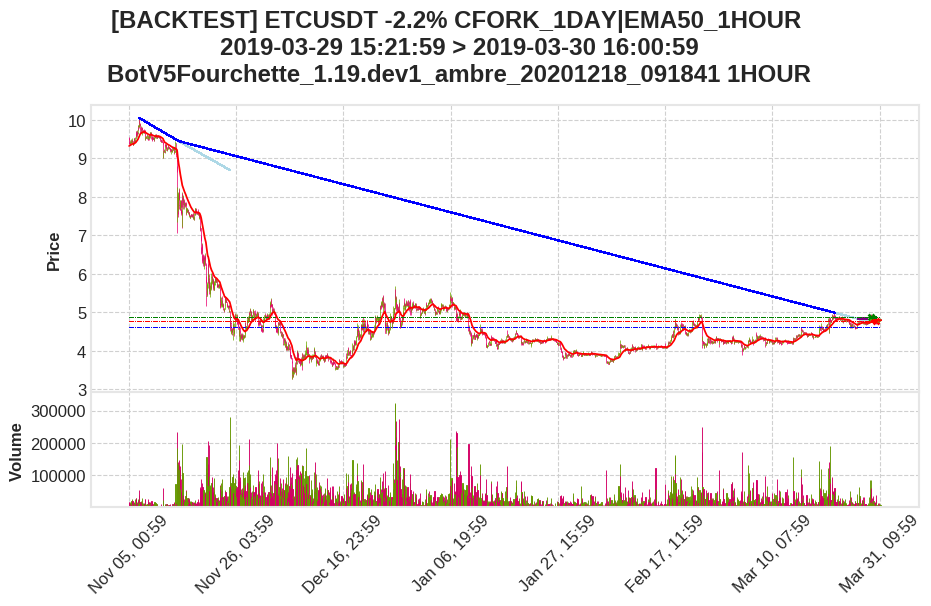 [BACKTEST] ETCUSDT -2.2% CFORK_1DAY|EMA50_1HOUR
2019-03-29 15:21:59 > 2019-03-30 16:00:59
BotV5Fourchette_1.19.dev1_ambre_20201218_091841 1HOUR
Price
10
9
8
7
6
5
4
3
Volume
300000
200000
100000
Nov 05, 00:59
Nov 26, 03:59
Dec 16, 23:59
Jan 06, 19:59
Jan 27, 15:59
Feb 17, 11:59
Mar 10, 07:59
Mar 31, 09:59